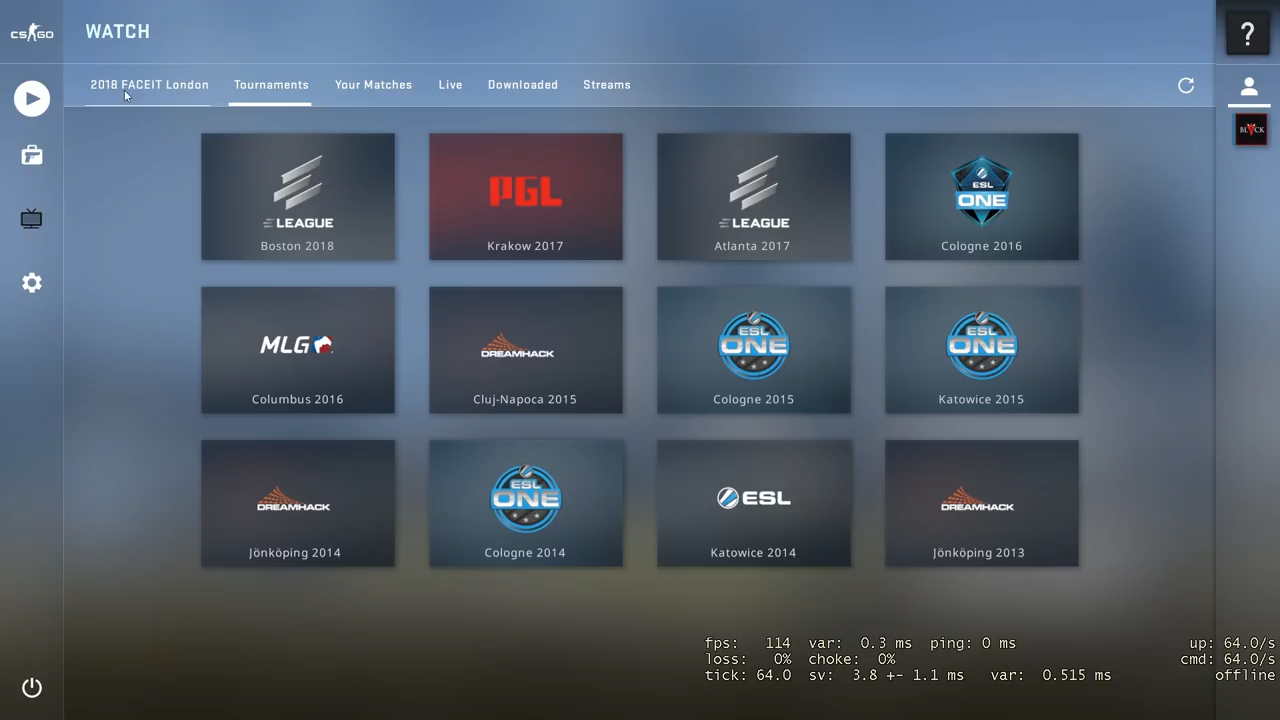 CS GO
WATCH
?
2018 FACEIT London
Tournaments
Your Matches
Live
Downloaded
Streams
BLVCK
ELEAGUE
Boston 2018
PGL
Krakow 2017
ELEAGUE
Atlanta 2017
ESL
ONE
Cologne 2016
MLG
Columbus 2016
DREAMHACK
Cluj-Napoca 2015
ESL
ONE
Cologne 2015
ESL
ONE
Katowice 2015
DREAMHACK
Jönköping 2014
ESL
ONE
Cologne 2014
ESL
Katowice 2014
DREAMHACK
Jönköping 2013
fps: 114 var: 0.3 ms ping: 0 ms up: 64.0/s
loss: 0% choke: 0% cmd: 64.0/s
tick: 64.0 sv: 3.8 +- 1.1 ms var: 0.515 ms offline